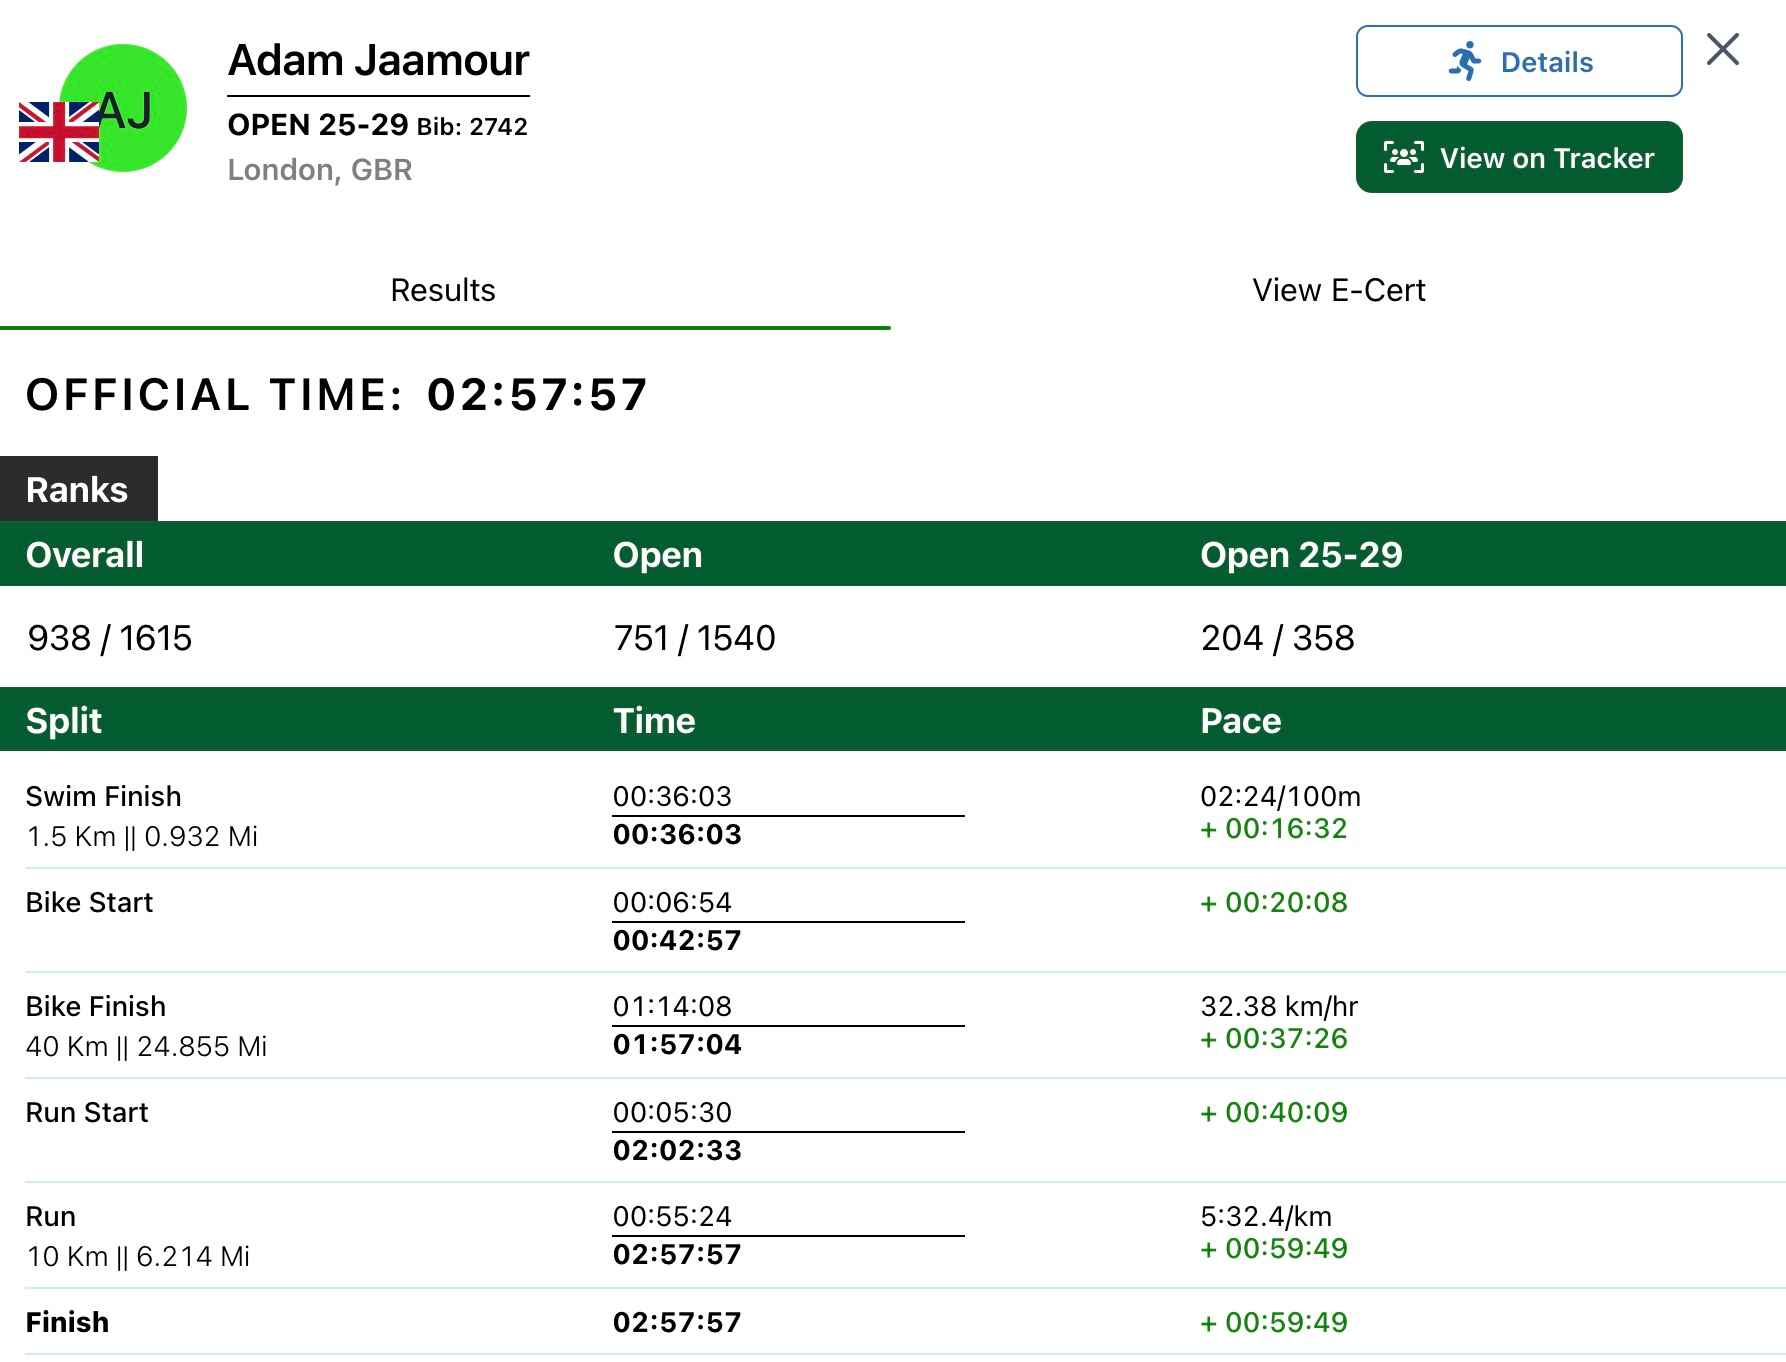 AJ
Adam Jaamour
OPEN 25-29 Bib: 2742
London, GBR
Details
View on Tracker
Results
View E-Cert
OFFICIAL TIME: 02:57:57
Ranks
Overall Open Open 25-29
938 / 1615 751 / 1540 204 / 358
Split Time Pace
Swim Finish 00:36:03 02:24/100m
1.5 Km || 0.932 Mi 00:36:03 + 00:16:32
Bike Start 00:06:54 + 00:20:08
00:42:57
Bike Finish 01:14:08 32.38 km/hr
40 Km || 24.855 Mi 01:57:04 + 00:37:26
Run Start 00:05:30 + 00:40:09
02:02:33
Run 00:55:24 5:32.4/km
10 Km || 6.214 Mi 02:57:57 + 00:59:49
Finish 02:57:57 + 00:59:49